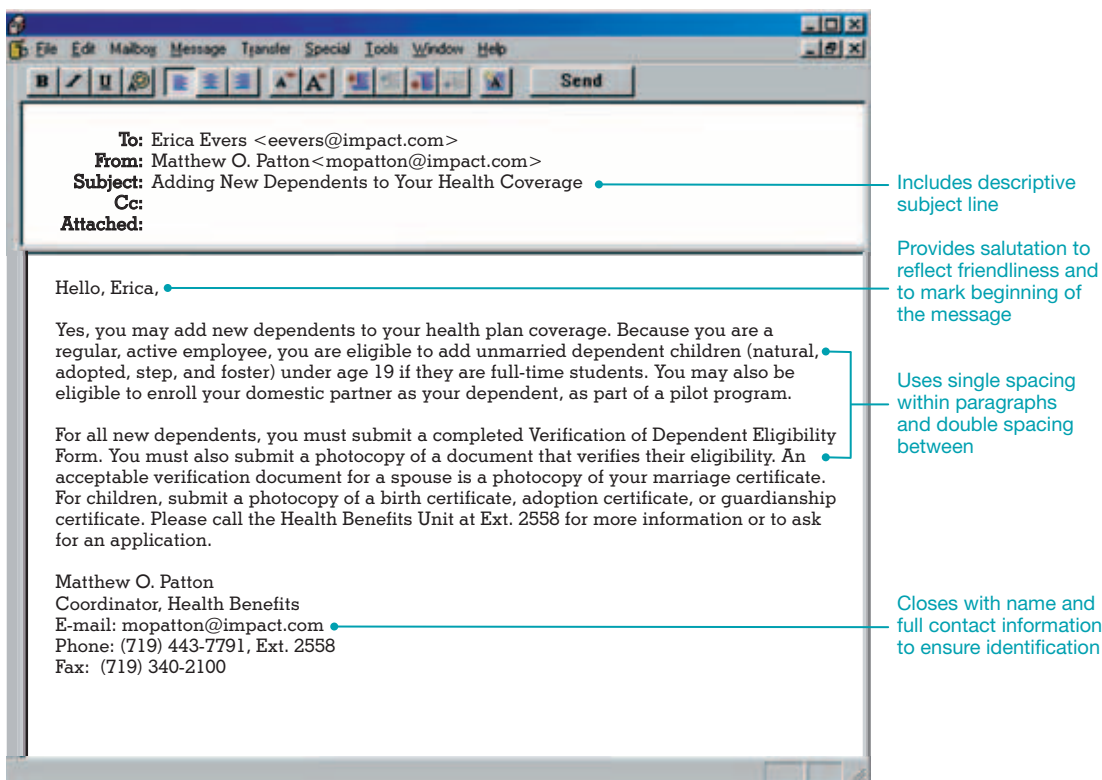 File Edit Mailbox Message Transfer Special Tools Window Help
B I U A A A Send
To: Erica Evers <eevers@impact.com>
From: Matthew O. Patton<mopatton@impact.com>
Subject: Adding New Dependents to Your Health Coverage
Cc:
Attached:
Includes descriptive
subject line
Provides salutation to
reflect friendliness and
to mark beginning of
the message
Hello, Erica,
Yes, you may add new dependents to your health plan coverage. Because you are a
regular, active employee, you are eligible to add unmarried dependent children (natural,
adopted, step, and foster) under age 19 if they are full-time students. You may also be
eligible to enroll your domestic partner as your dependent, as part of a pilot program.
Uses single spacing
within paragraphs
and double spacing
between
For all new dependents, you must submit a completed Verification of Dependent Eligibility
Form. You must also submit a photocopy of a document that verifies their eligibility. An
acceptable verification document for a spouse is a photocopy of your marriage certificate.
For children, submit a photocopy of a birth certificate, adoption certificate, or guardianship
certificate. Please call the Health Benefits Unit at Ext. 2558 for more information or to ask
for an application.
Matthew O. Patton
Coordinator, Health Benefits
E-mail: mopatton@impact.com
Phone: (719) 443-7791, Ext. 2558
Fax: (719) 340-2100
Closes with name and
full contact information
to ensure identification